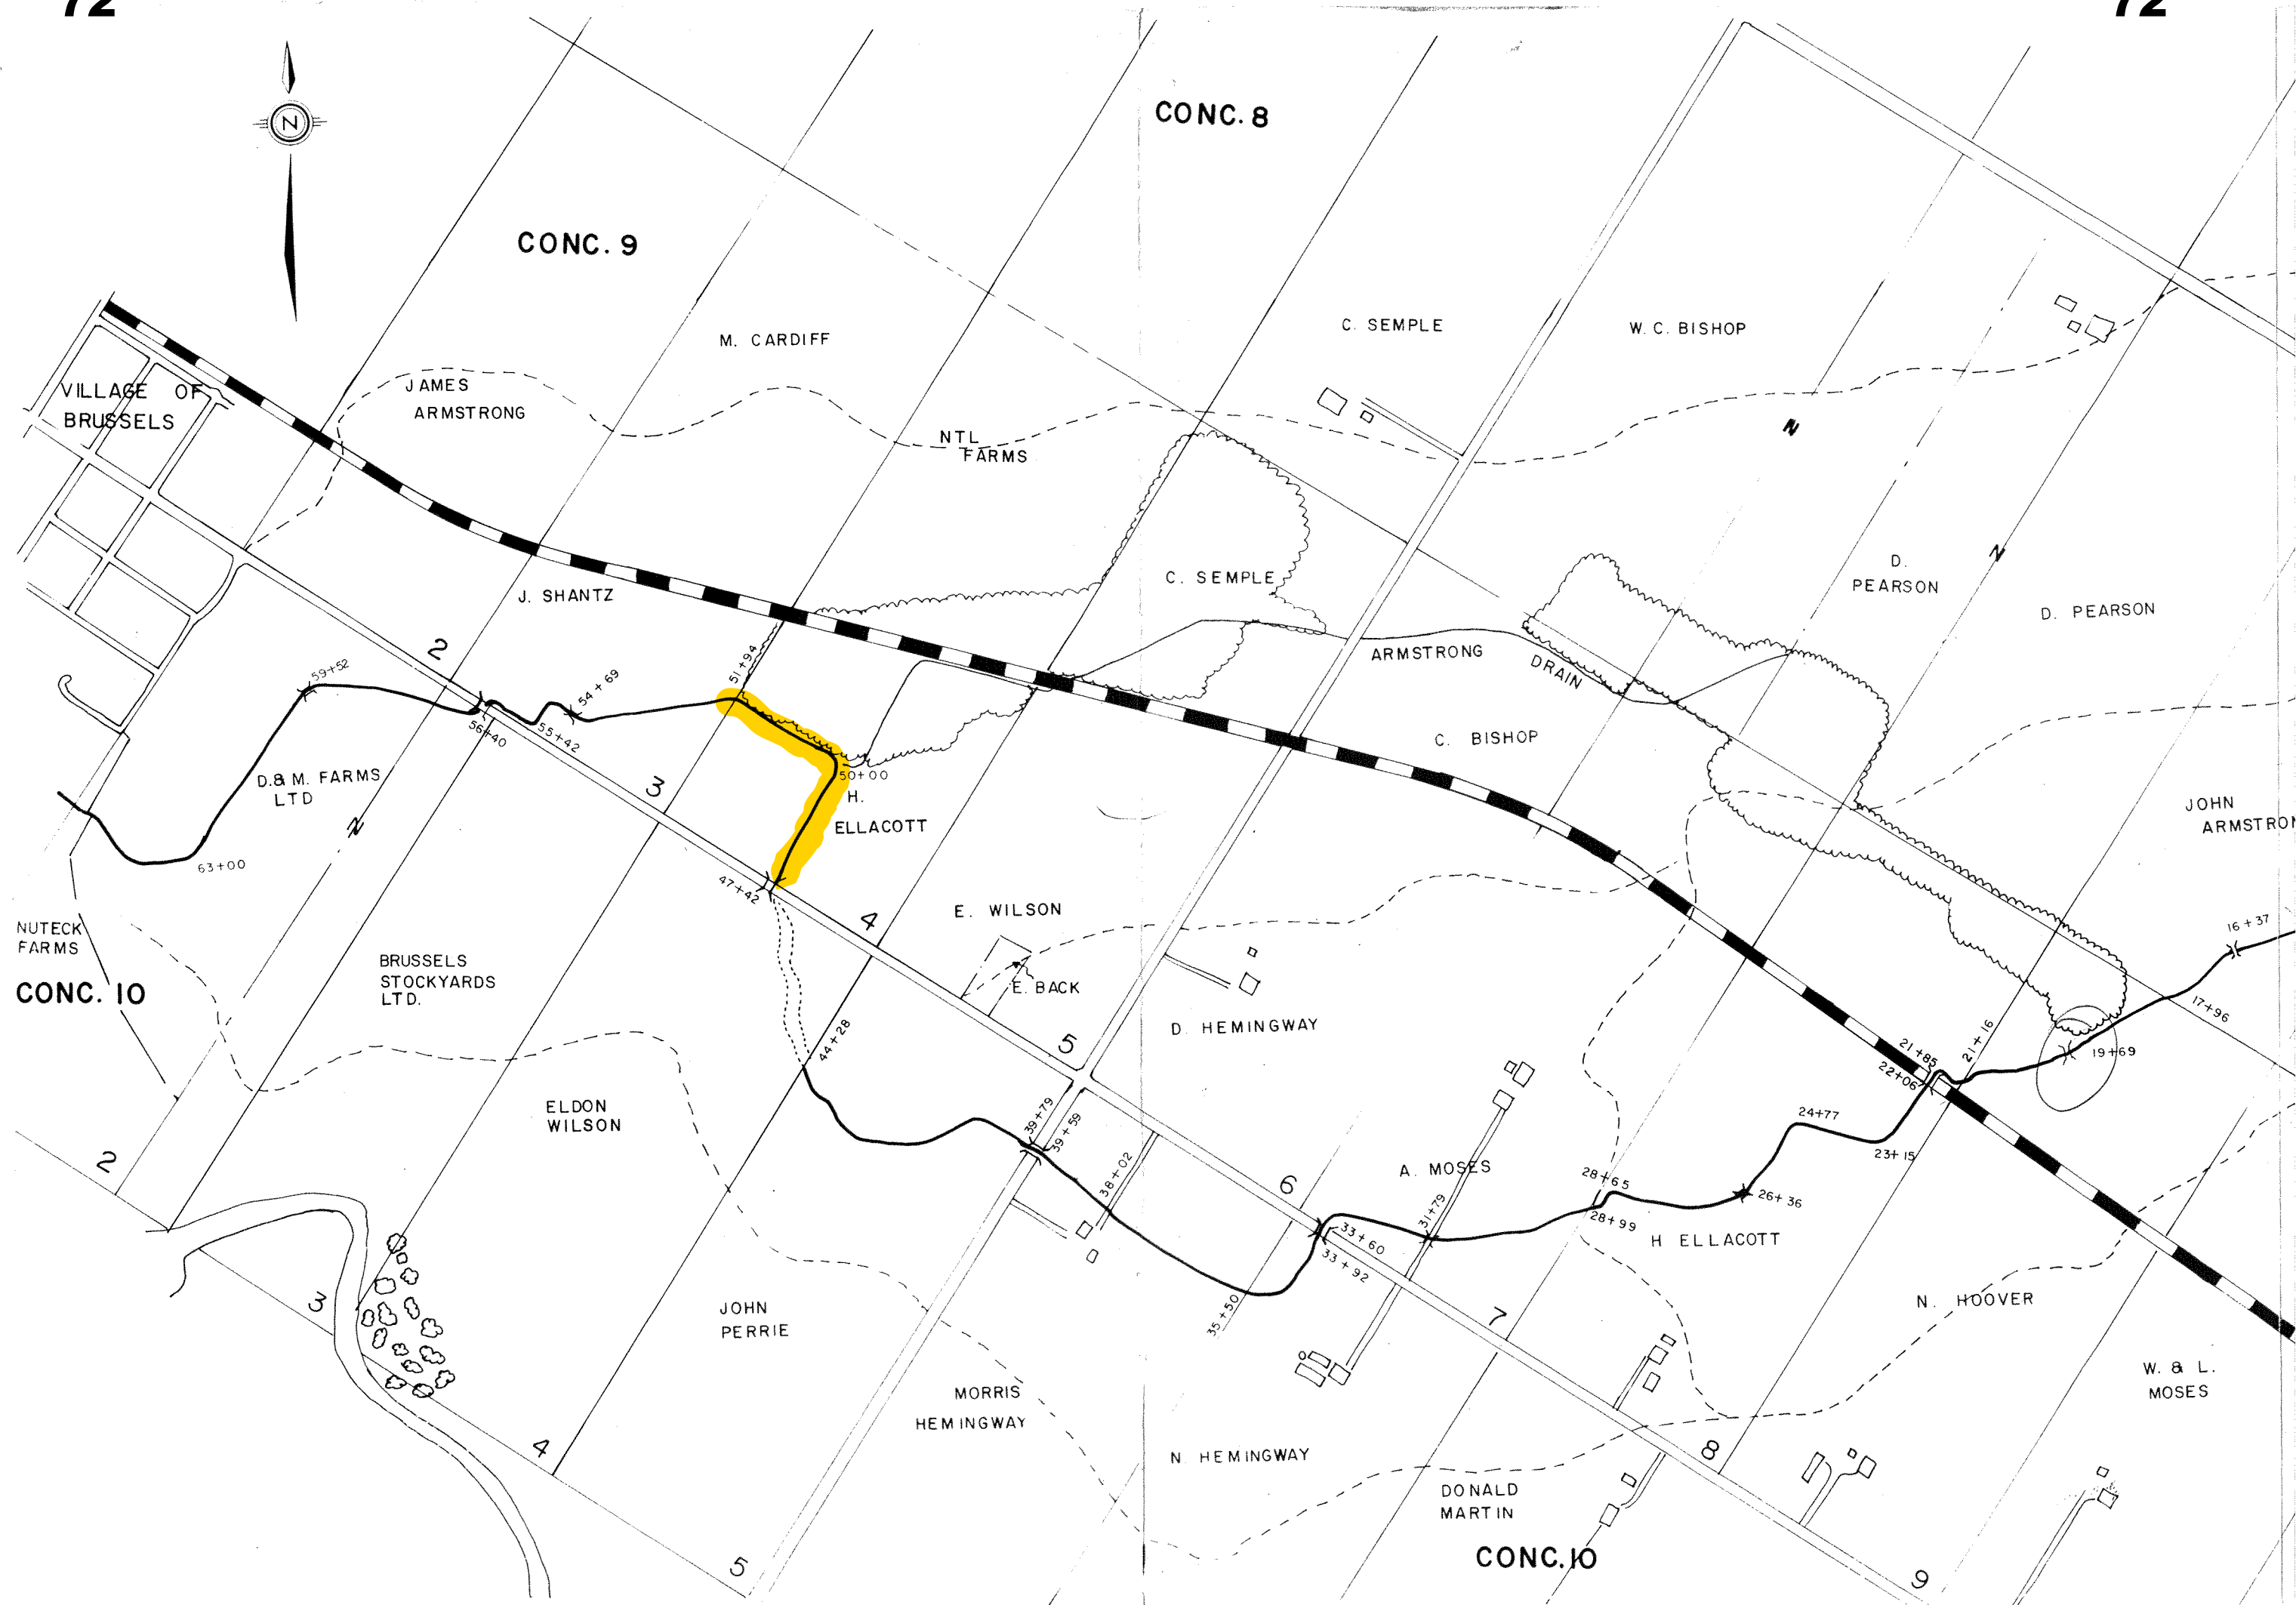 72
72
CONC. 8
N
CONC. 9
C. SEMPLE
W. C. BISHOP
M. CARDIFF
JAMES
ARMSTRONG
VILLAGE OF
BRUSSELS
NTL
FARMS
N
N
C. SEMPLE
D.
PEARSON
D. PEARSON
J. SHANTZ
2
ARMSTRONG
DRAIN
51+94
59+52
54+69
56+40
55+42
C. BISHOP
D. & M. FARMS
LTD
3
50+00
H.
ELLACOTT
JOHN
ARMSTRON
N
63+00
47+42
4
E. WILSON
NUTECK
FARMS
16+37
BRUSSELS
STOCKYARDS
LTD.
E. BACK
CONC. 10
17+96
D. HEMINGWAY
5
44+28
21+85
22+06
21+16
19+69
ELDON
WILSON
39+79
39+59
24+77
23+15
2
38+02
A. MOSES
6
28+65
26+36
28+99
31+79
33+60
33+92
H ELLACOTT
3
35+50
JOHN
PERRIE
7
N. HOOVER
MORRIS
HEMINGWAY
W. & L.
MOSES
4
N HEMINGWAY
8
DONALD
MARTIN
CONC. 10
5
9